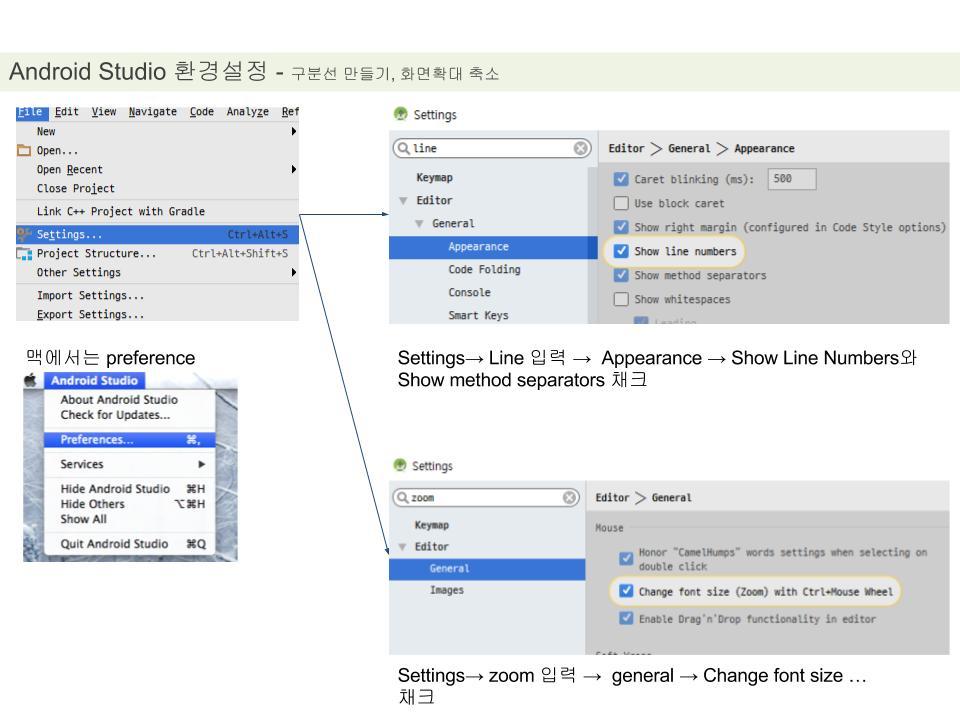 Android Studio 환경설정 - 구분선 만들기, 화면확대 축소
File Edit View Navigate Code Analyze Ref
New
Open...
Open Recent
Close Project
Link C++ Project with Gradle
Settings... Ctrl+Alt+S
Project Structure... Ctrl+Alt+Shift+S
Other Settings
Import Settings...
Export Settings...
맥에서는 preference
Android Studio
About Android Studio
Check for Updates...
Preferences... ⌘,
Services
Hide Android Studio ⌘H
Hide Others ⌥⌘H
Show All
Quit Android Studio ⌘Q
Settings
line
Keymap
Editor
General
Appearance
Code Folding
Console
Smart Keys
Editor > General > Appearance
Caret blinking (ms): 500
Use block caret
Show right margin (configured in Code Style options)
Show line numbers
Show method separators
Show whitespaces
Leading
Settings→ Line 입력 → Appearance → Show Line Numbers와
Show method separators 채크
Settings
zoom
Keymap
Editor
General
Images
Editor > General
Mouse
Honor "CamelHumps" words settings when selecting on
double click
Change font size (Zoom) with Ctrl+Mouse Wheel
Enable Drag'n'Drop functionality in editor
Settings→ zoom 입력 → general → Change font size …
채크